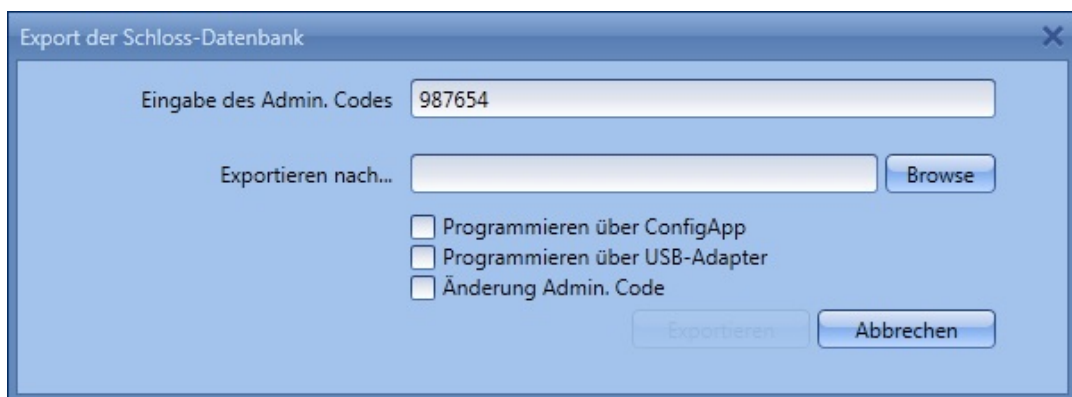 Export der Schloss-Datenbank
Eingabe des Admin. Codes 987654
Exportieren nach... Browse
Programmieren über ConfigApp
Programmieren über USB-Adapter
Änderung Admin. Code
Exportieren Abbrechen